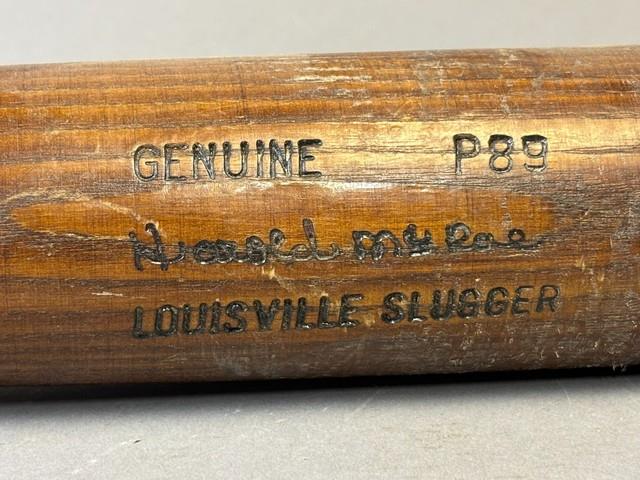 GENUINE P89
Harold McRae
LOUISVILLE SLUGGER